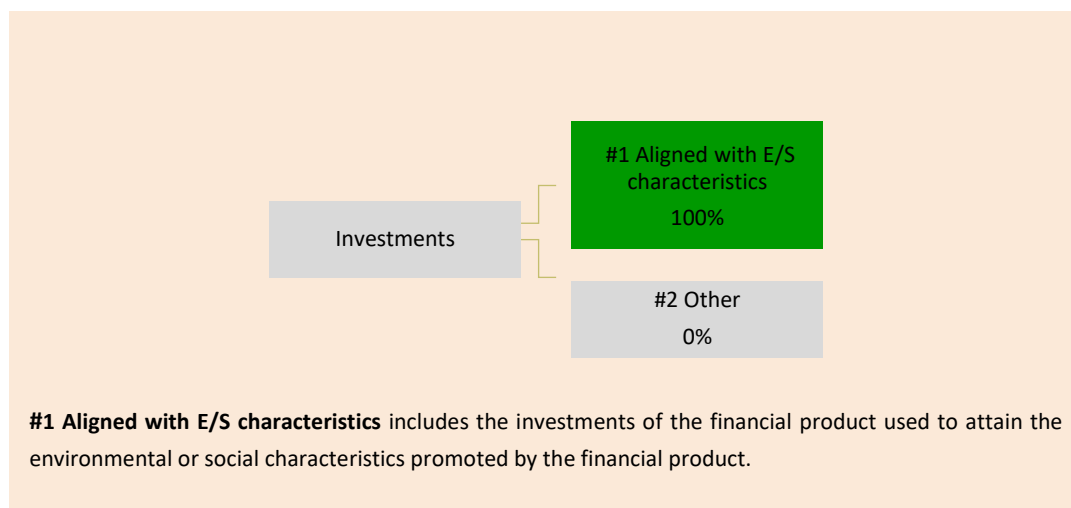 #1 Aligned with E/S
characteristics
100%
Investments
#2 Other
0%
#1 Aligned with E/S characteristics includes the investments of the financial product used to attain the
environmental or social characteristics promoted by the financial product.